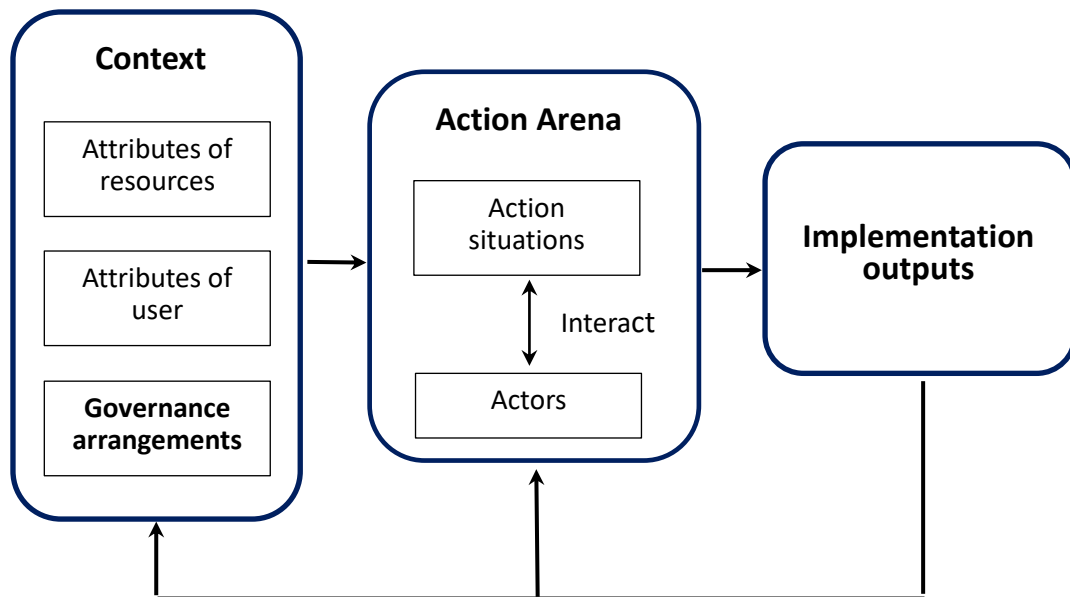 Context
Attributes of
resources
Attributes of
user
Governance
arrangements
Action Arena
Action
situations
Interact
Actors
Implementation
outputs